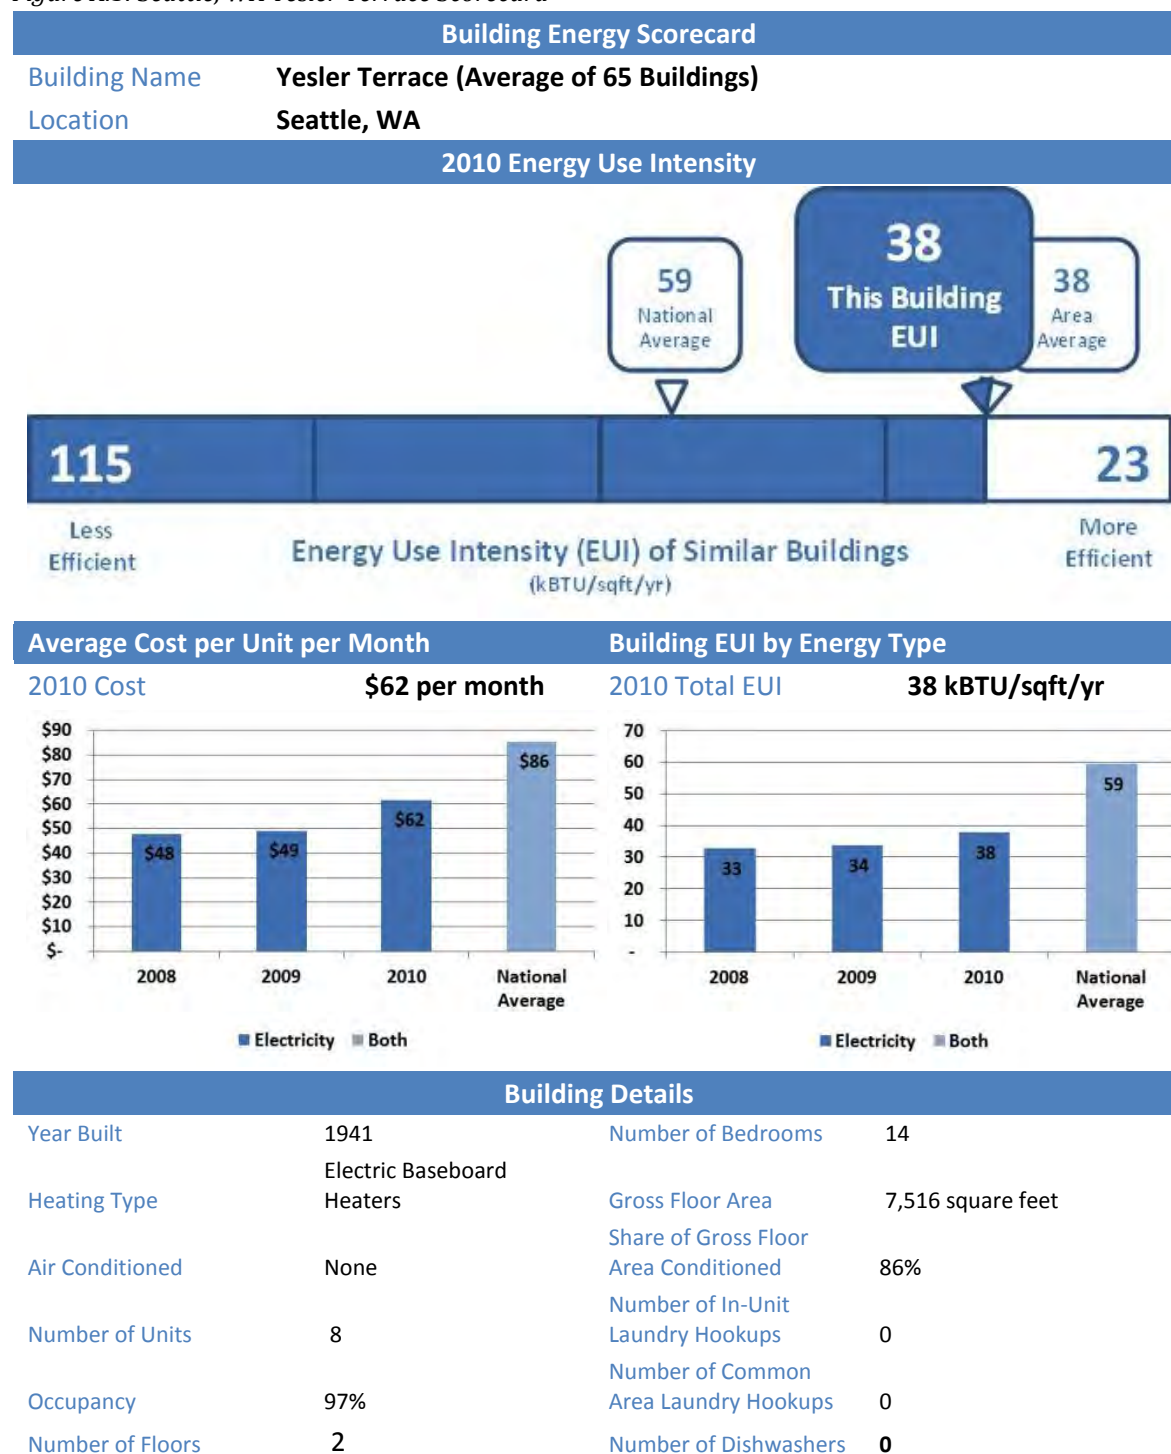 Figure A.3: Seattle, WA Yesler Terrace Scorecard
Building Energy Scorecard
Building Name Yesler Terrace (Average of 65 Buildings)
Location Seattle, WA
2010 Energy Use Intensity
59
National
Average
38
This Building
EUI
38
Area
Average
115
23
Less
Efficient
Energy Use Intensity (EUI) of Similar Buildings
(kBTU/sqft/yr)
More
Efficient
Average Cost per Unit per Month
2010 Cost $62 per month
$90
$80
$70
$60
$50
$40
$30
$20
$10
$-
$48
$49
$62
$86
2008 2009 2010 National
Average
Electricity Both
Building EUI by Energy Type
2010 Total EUI 38 kBTU/sqft/yr
70
60
50
40
30
20
10
-
33
34
38
59
2008 2009 2010 National
Average
Electricity Both
Building Details
Year Built 1941
Number of Bedrooms 14
Electric Baseboard
Heating Type Heaters
Gross Floor Area 7,516 square feet
Share of Gross Floor
Air Conditioned None
Area Conditioned 86%
Number of In-Unit
Number of Units 8
Laundry Hookups 0
Number of Common
Occupancy 97%
Area Laundry Hookups 0
Number of Floors 2
Number of Dishwashers 0